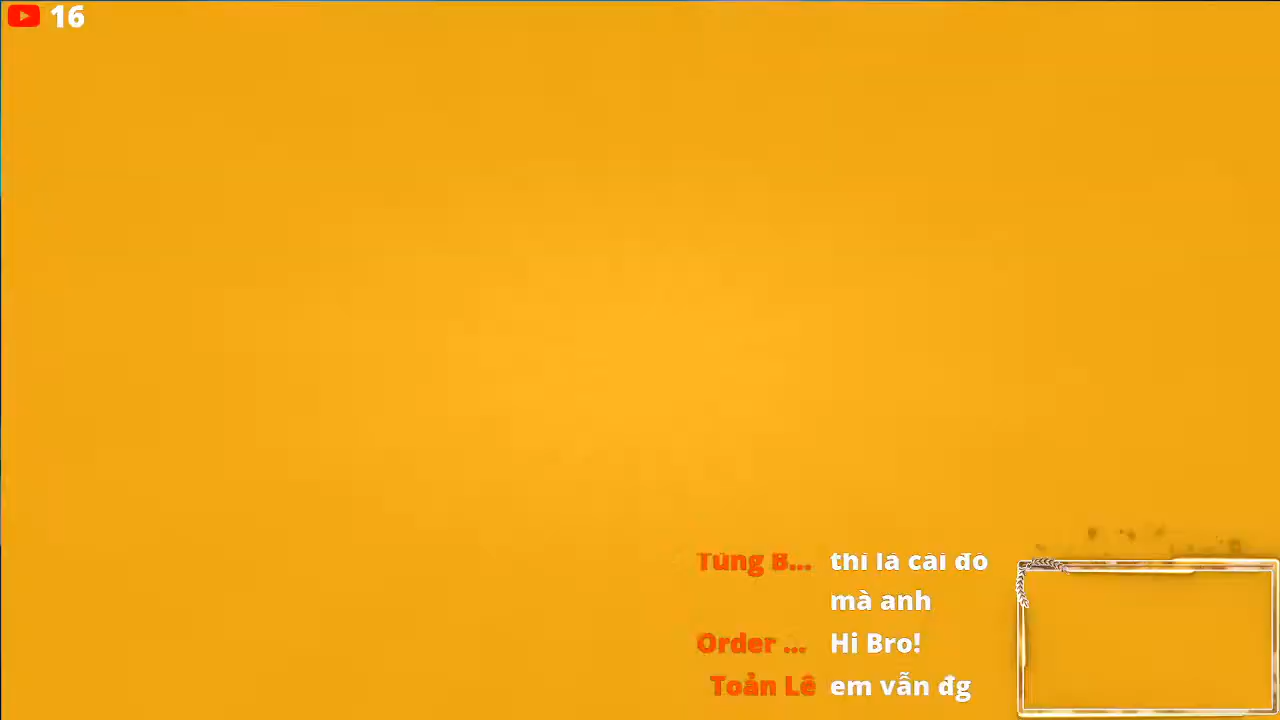 16
Tùng B... thì là cái đó
mà anh
Order ... Hi Bro!
Toản Lê em vẫn đg